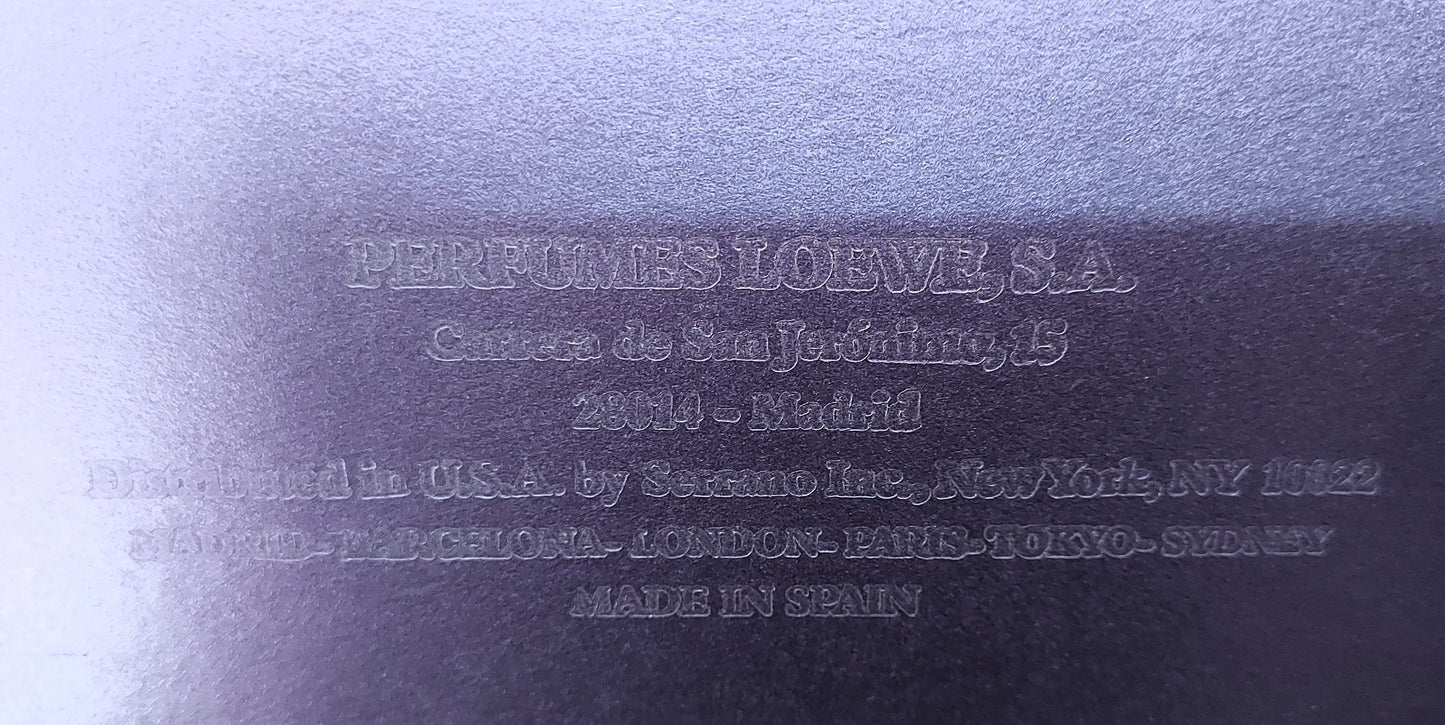 PERFUMES LOEWE, S.A.
Carrera de San Jerónimo, 15
28014 - Madrid
Distributed in U.S.A. by Serrano Inc., New York, NY 10022
MADRID - BARCELONA - LONDON - PARIS - TOKYO - SYDNEY
MADE IN SPAIN